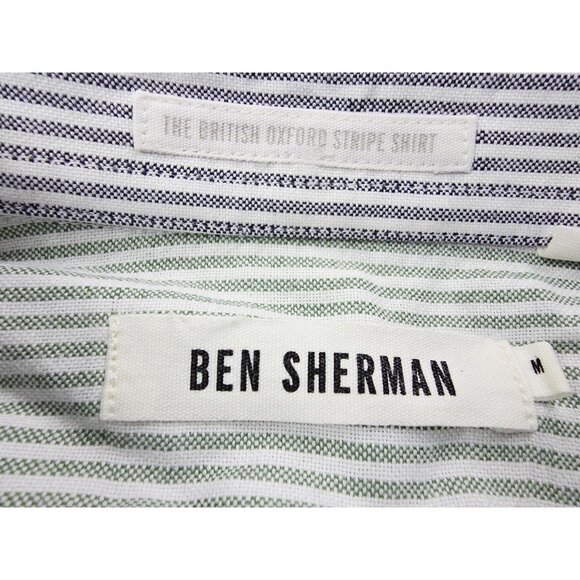 THE BRITISH OXFORD STRIPE SHIRT
BEN SHERMAN
M